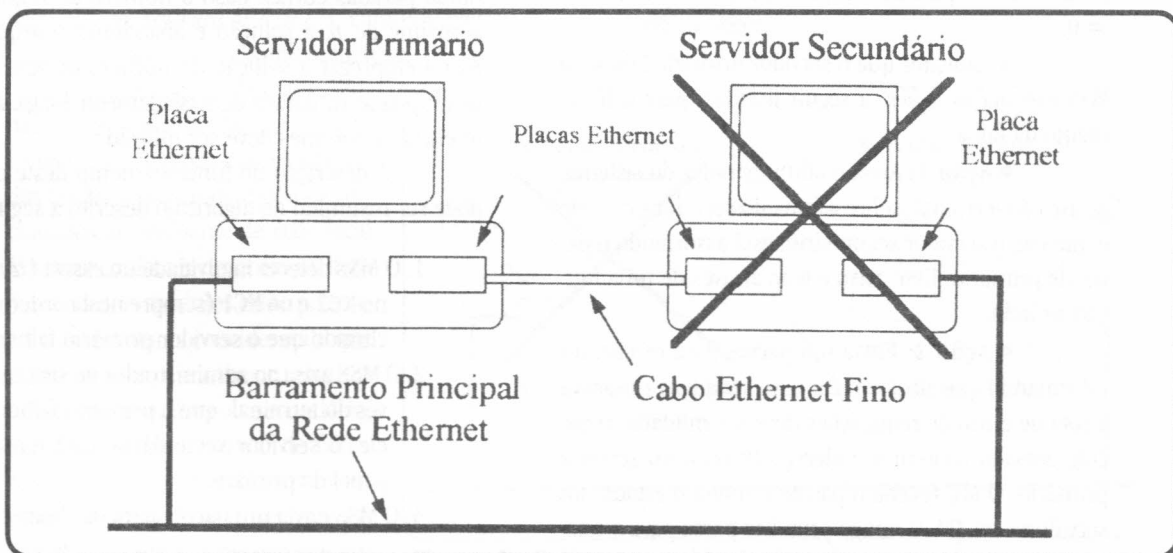 Servidor Primário
Servidor Secundário
Placa
Ethernet
Placas Ethernet
Placa
Ethernet
Barramento Principal
da Rede Ethernet
Cabo Ethernet Fino